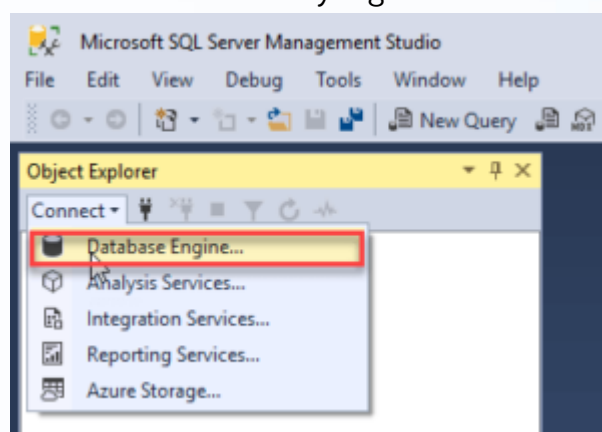 Microsoft SQL Server Management Studio
File Edit View Debug Tools Window Help
New Query
Object Explorer
Connect
Database Engine...
Analysis Services...
Integration Services...
Reporting Services...
Azure Storage...